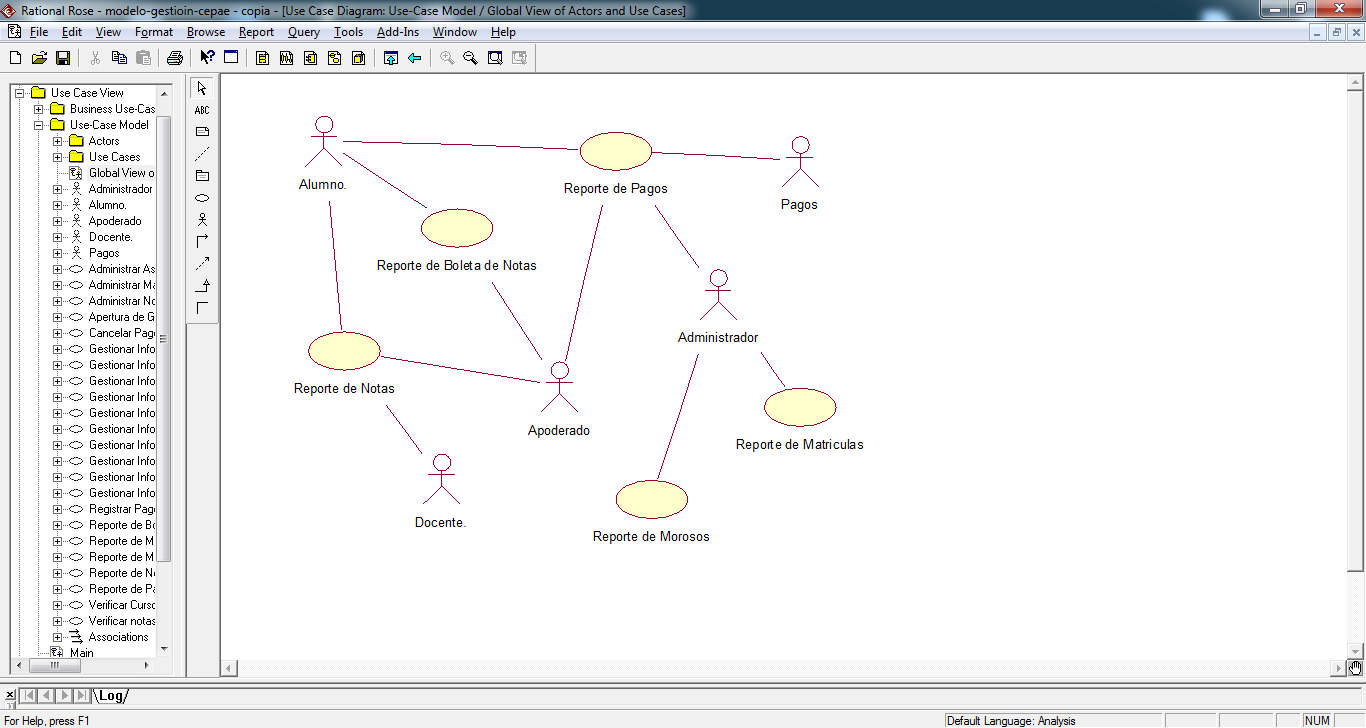 Rational Rose - modelo-gestioin-cepae - copia - [Use Case Diagram: Use-Case Model / Global View of Actors and Use Cases]
File Edit View Format Browse Report Query Tools Add-Ins Window Help
Use Case View
Business Use-Cas
Use-Case Model
Actors
Use Cases
Global View o
Administrador
Alumno.
Apoderado
Docente.
Pagos
Administrar As
Administrar Ma
Administrar No
Apertura de G
Cancelar Pago
Gestionar Info
Gestionar Info
Gestionar Info
Gestionar Info
Gestionar Info
Gestionar Info
Gestionar Info
Gestionar Info
Gestionar Info
Gestionar Info
Registrar Pago
Reporte de Bo
Reporte de M
Reporte de M
Reporte de No
Reporte de Pa
Verificar Curso
Verificar notas
Associations
Main
ABC
Alumno.
Reporte de Pagos
Pagos
Reporte de Boleta de Notas
Administrador
Reporte de Notas
Apoderado
Reporte de Matriculas
Docente.
Reporte de Morosos
Log
For Help, press F1
Default Language: Analysis
NUM